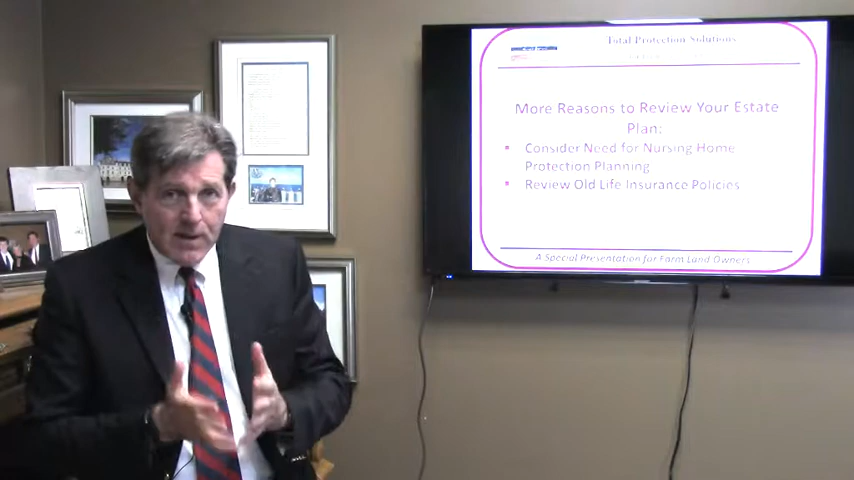 Total Protection Solutions
More Reasons to Review Your Estate
Plan:
Consider Need for Nursing Home
Protection Planning
Review Old Life Insurance Policies
A Special Presentation for Farm Land Owners